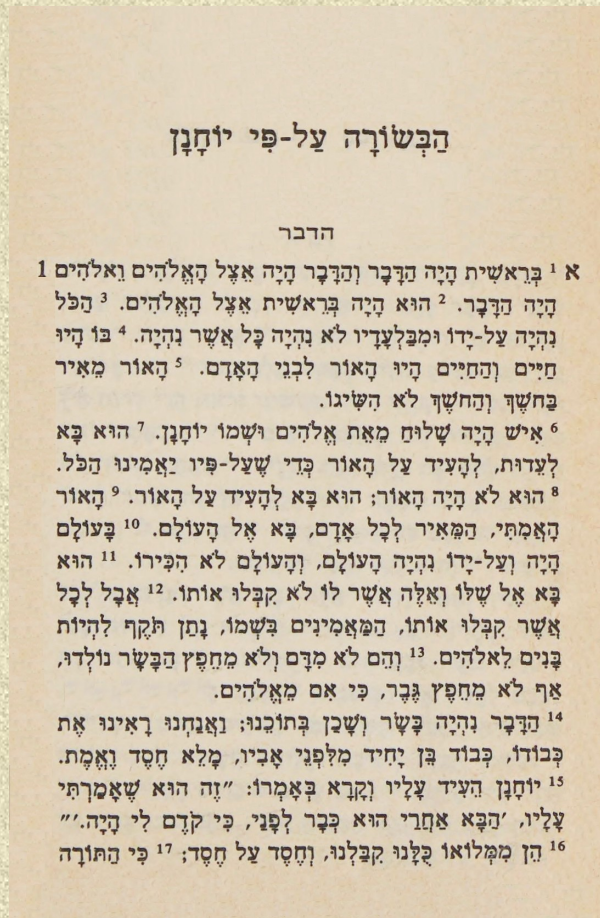 הַבְּשׂוֹרָה עַל-פִּי יוֹחָנָן
הדבר
א 1 בְּרֵאשִׁית הָיָה הַדָּבָר וְהַדָּבָר הָיָה אֵצֶל הָאֱלֹהִים וֵאלֹהִים 1
הָיָה הַדָּבָר. 2 הוּא הָיָה בְּרֵאשִׁית אֵצֶל הָאֱלֹהִים. 3 הַכֹּל
נִהְיָה עַל-יָדוֹ וּמִבַּלְעָדָיו לֹא נִהְיָה כָּל אֲשֶׁר נִהְיָה. 4 בּוֹ הָיוּ
חַיִּים וְהַחַיִּים הָיוּ הָאוֹר לִבְנֵי הָאָדָם. 5 הָאוֹר מֵאִיר
בַּחֹשֶׁךְ וְהַחֹשֶׁךְ לֹא הִשִּׂיגוֹ.
6 אִישׁ הָיָה שָׁלוּחַ מֵאֵת אֱלֹהִים וּשְׁמוֹ יוֹחָנָן. 7 הוּא בָּא
לְעֵדוּת, לְהָעִיד עַל הָאוֹר כְּדֵי שֶׁעַל-פִּיו יַאֲמִינוּ הַכֹּל.
8 הוּא לֹא הָיָה הָאוֹר; הוּא בָּא לְהָעִיד עַל הָאוֹר. 9 הָאוֹר
הָאֲמִתִּי, הַמֵּאִיר לְכָל אָדָם, בָּא אֶל הָעוֹלָם. 10 בָּעוֹלָם
הָיָה וְעַל-יָדוֹ נִהְיָה הָעוֹלָם, וְהָעוֹלָם לֹא הִכִּירוֹ. 11 הוּא
בָּא אֶל שֶׁלּוֹ וְאֵלֶּה אֲשֶׁר לוֹ לֹא קִבְּלוּ אוֹתוֹ. 12 אֲבָל לְכָל
אֲשֶׁר קִבְּלוּ אוֹתוֹ, הַמַּאֲמִינִים בִּשְׁמוֹ, נָתַן תֹּקֶף לִהְיוֹת
בָּנִים לֵאלֹהִים. 13 וְהֵם לֹא מִדָּם וְלֹא מֵחֵפֶץ הַבָּשָׂר נוֹלְדוּ,
אַף לֹא מֵחֵפֶץ גֶּבֶר, כִּי אִם מֵאֱלֹהִים.
14 הַדָּבָר נִהְיָה בָּשָׂר וְשָׁכַן בְּתוֹכֵנוּ; וַאֲנַחְנוּ רָאִינוּ אֶת
כְּבוֹדוֹ, כְּבוֹד בֵּן יָחִיד מִלִּפְנֵי אָבִיו, מָלֵא חֶסֶד וֶאֱמֶת.
15 יוֹחָנָן הֵעִיד עָלָיו וְקָרָא בְּאָמְרוֹ: ״זֶה הוּא שֶׁאָמַרְתִּי
עָלָיו, ׳הַבָּא אַחֲרַי הוּא כְּבָר לְפָנַי, כִּי קֹדֶם לִי הָיָה.׳״
16 הֵן מִמְּלוֹאוֹ כֻּלָּנוּ קִבַּלְנוּ, וְחֶסֶד עַל חֶסֶד; 17 כִּי הַתּוֹרָה